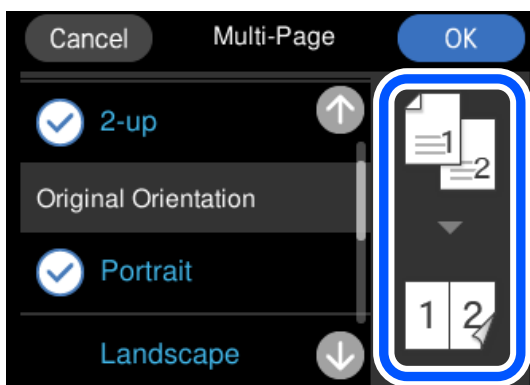 Cancel Multi-Page OK
2-up
Original Orientation
Portrait
Landscape
1
2
1 2